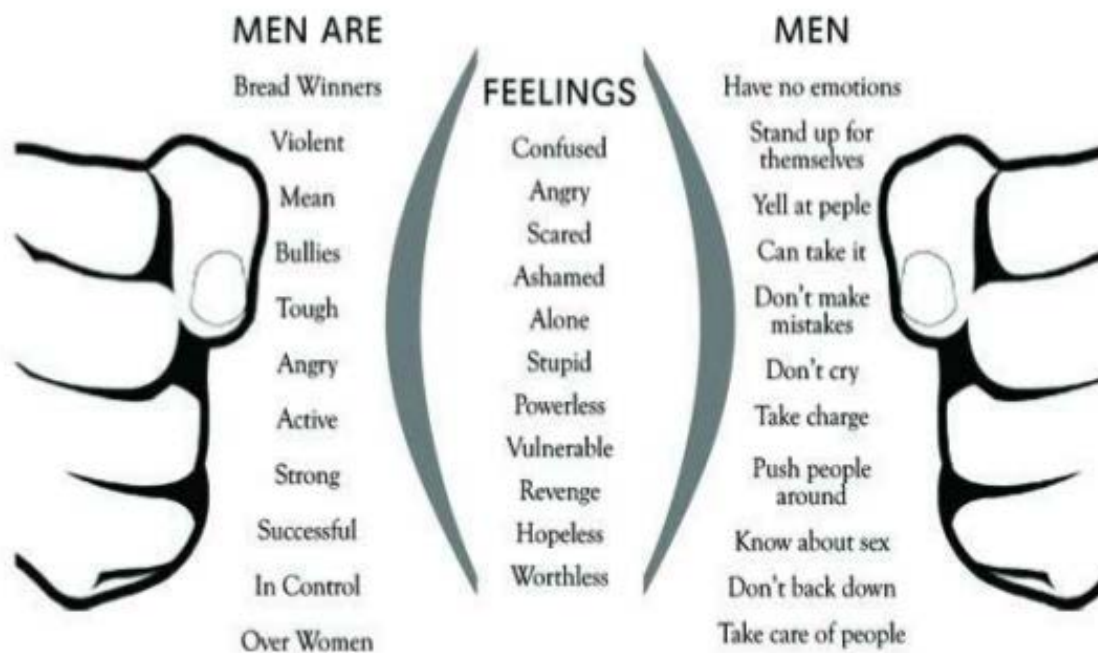 MEN ARE
Bread Winners
Violent
Mean
Bullies
Tough
Angry
Active
Strong
Successful
In Control
Over Women
FEELINGS
Confused
Angry
Scared
Ashamed
Alone
Stupid
Powerless
Vulnerable
Revenge
Hopeless
Worthless
MEN
Have no emotions
Stand up for
themselves
Yell at peple
Can take it
Don't make
mistakes
Don't cry
Take charge
Push people
around
Know about sex
Don't back down
Take care of people